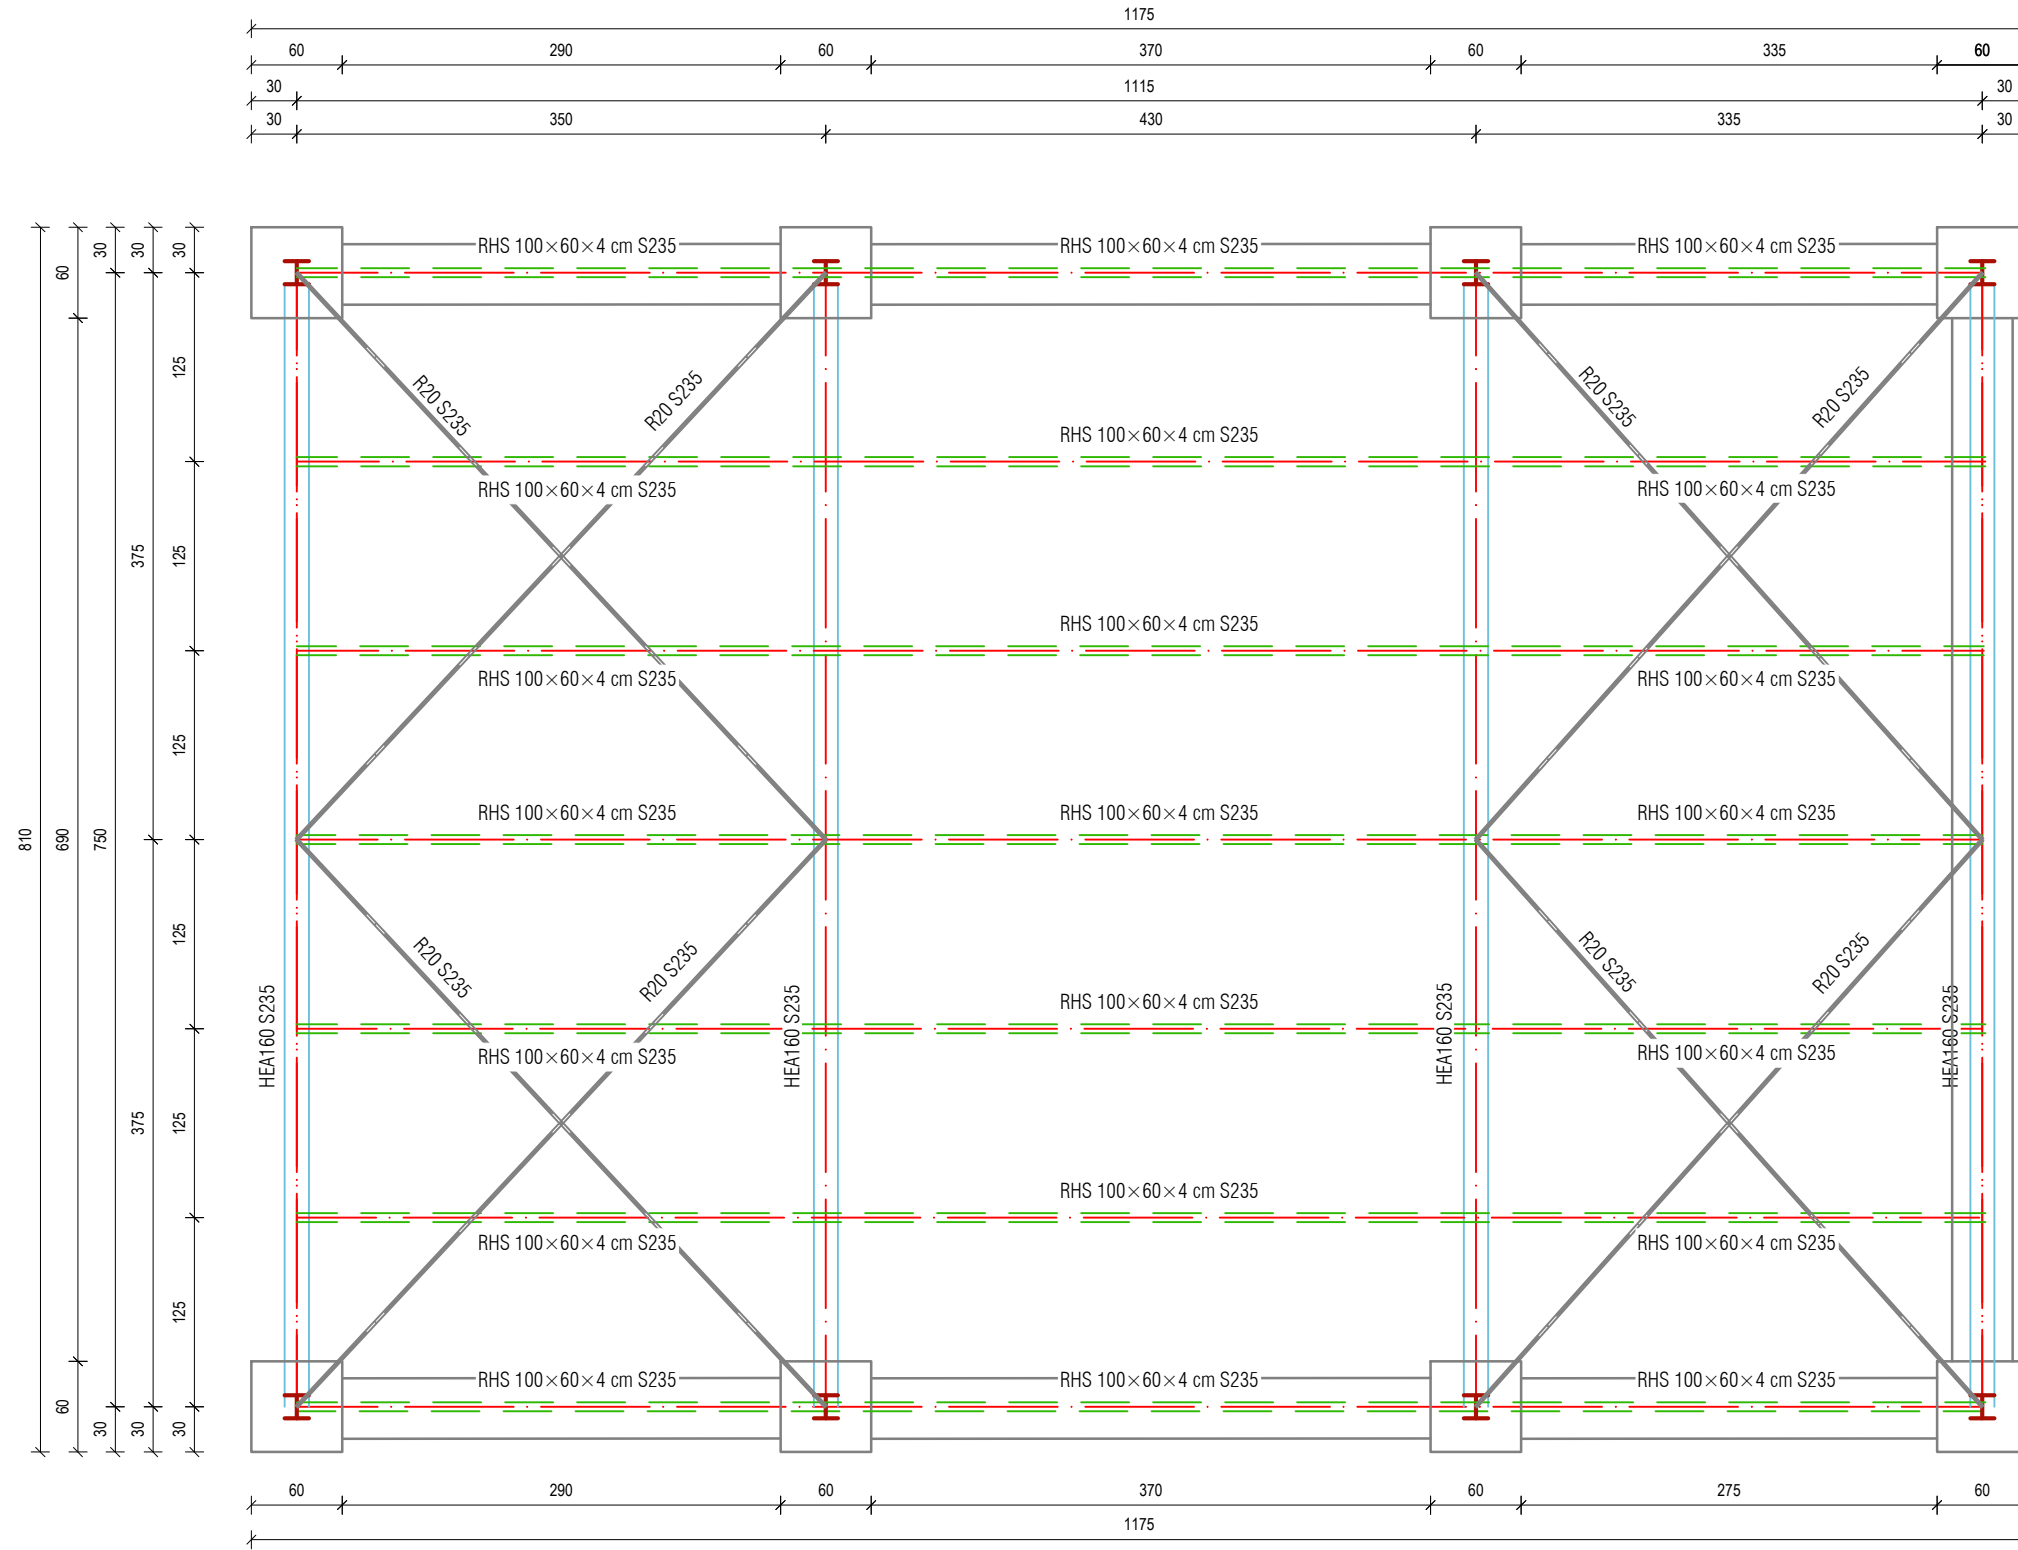 1175
60 290 60 370 60 335 60
30 1115 30
30 350 430 335 30
810
60 690 60
30 750 30
30 375 375 30
30 125 125 125 125 125 125 30
RHS 100×60×4 cm S235 RHS 100×60×4 cm S235 RHS 100×60×4 cm S235
R20 S235 R20 S235 R20 S235 R20 S235
RHS 100×60×4 cm S235
RHS 100×60×4 cm S235 RHS 100×60×4 cm S235
RHS 100×60×4 cm S235
RHS 100×60×4 cm S235 RHS 100×60×4 cm S235
RHS 100×60×4 cm S235 RHS 100×60×4 cm S235 RHS 100×60×4 cm S235
R20 S235 R20 S235 R20 S235 R20 S235
RHS 100×60×4 cm S235
HEA160 S235 HEA160 S235 HEA160 S235 HEA160 S235
RHS 100×60×4 cm S235 RHS 100×60×4 cm S235
RHS 100×60×4 cm S235
RHS 100×60×4 cm S235 RHS 100×60×4 cm S235
RHS 100×60×4 cm S235 RHS 100×60×4 cm S235 RHS 100×60×4 cm S235
60 290 60 370 60 275 60
1175